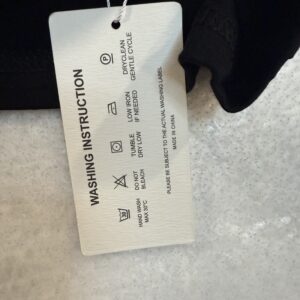 WASHING INSTRUCTION
30
HAND WASH
MAX 30°C
DO NOT
BLEACH
TUMBLE
DRY LOW
LOW IRON
IF NEEDED
P
DRYCLEAN
GENTLE CYCLE
PLEASE BE SUBJECT TO THE ACTUAL WASHING LABEL
MADE IN CHINA